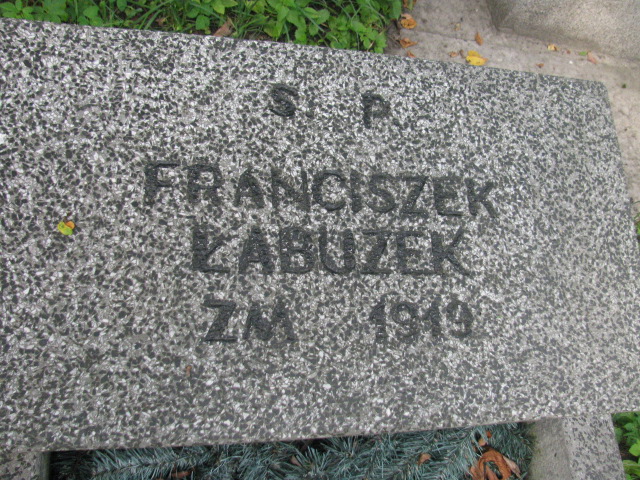 S P
FRANCISZEK
ŁABUZEK
ZM 1919